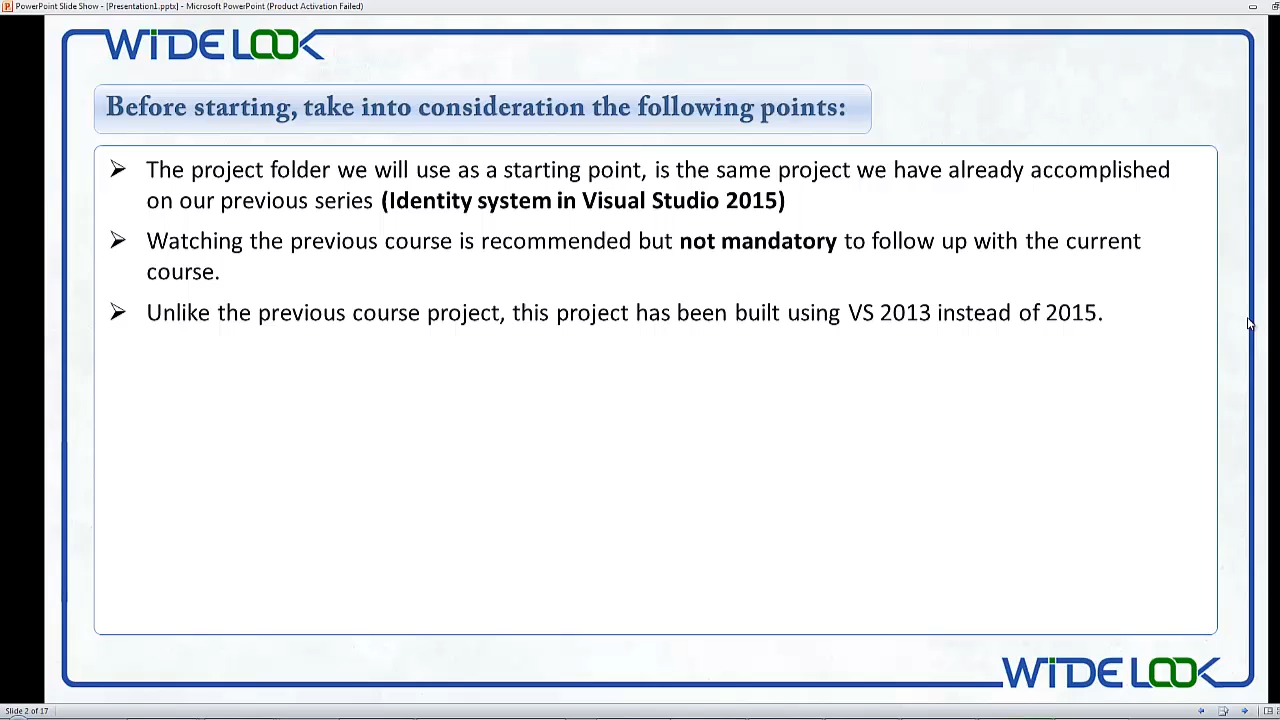 PowerPoint Slide Show - [Presentation1.pptx] - Microsoft PowerPoint (Product Activation Failed)
WiDE LOOK
Before starting, take into consideration the following points:
➢ The project folder we will use as a starting point, is the same project we have already accomplished
on our previous series (Identity system in Visual Studio 2015)
➢ Watching the previous course is recommended but not mandatory to follow up with the current
course.
➢ Unlike the previous course project, this project has been built using VS 2013 instead of 2015.
WiDE LOOK
Slide 2 of 17